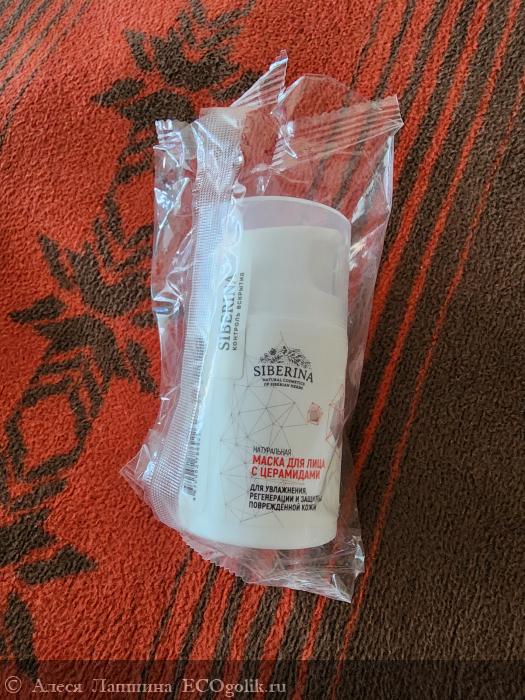 SIBERINA
КОНТРОЛЬ ВСКРЫТИЯ
SIBERINA
NATURAL COSMETICS
OF SIBERIAN HERBS
НАТУРАЛЬНАЯ
МАСКА ДЛЯ ЛИЦА
С ЦЕРАМИДАМИ
ДЛЯ УВЛАЖНЕНИЯ,
РЕГЕНЕРАЦИИ И ЗАЩИТЫ
ПОВРЕЖДЁННОЙ КОЖИ
© Алеся Лаптина ECOgolik.ru